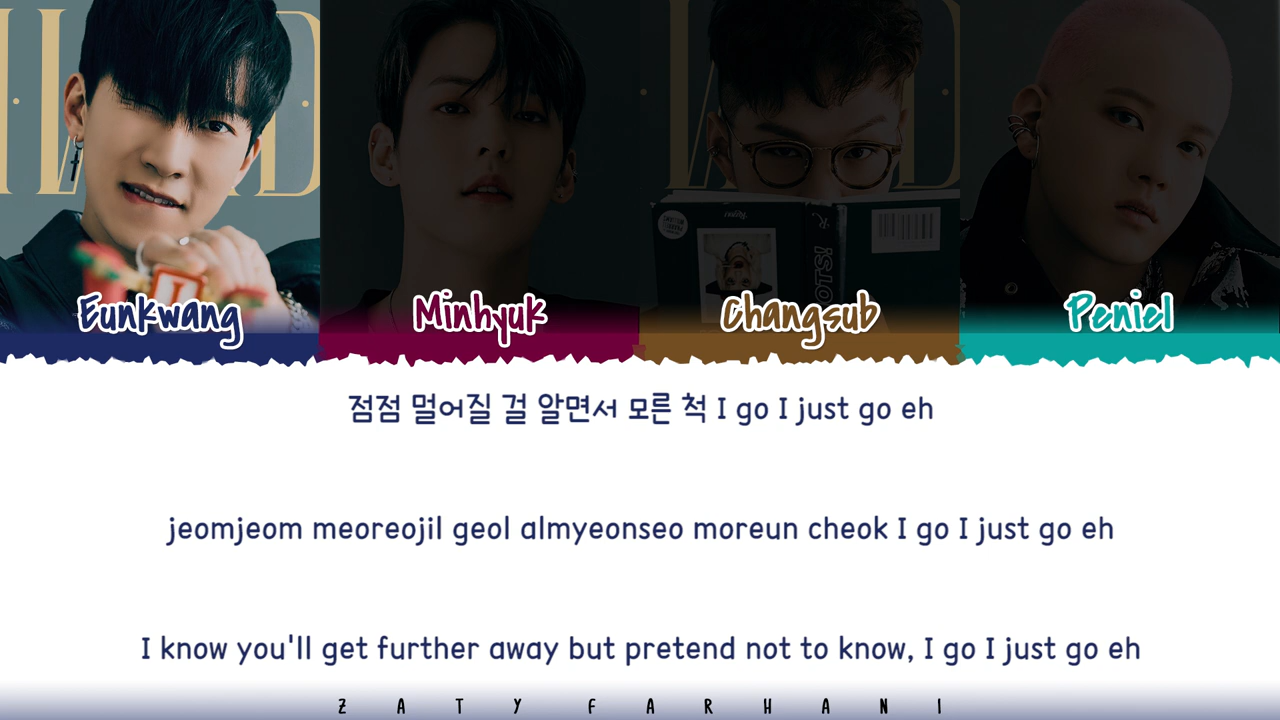 Eunkwang Minhyuk Changsub Peniel
점점 멀어질 걸 알면서 모른 척 I go I just go eh
jeomjeom meoreojil geol almyeonseo moreun cheok I go I just go eh
I know you'll get further away but pretend not to know, I go I just go eh
ZATY FARHANI